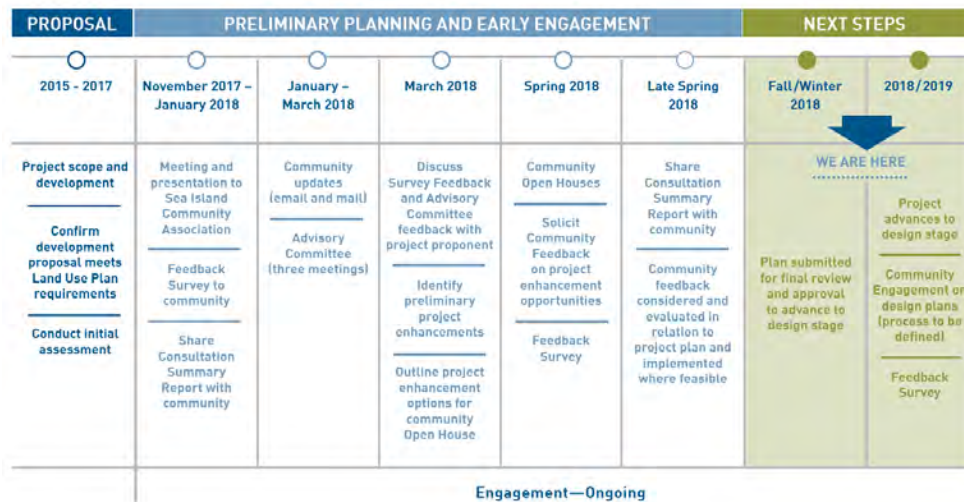 PROPOSAL
PRELIMINARY PLANNING AND EARLY ENGAGEMENT
NEXT STEPS
2015 - 2017
November 2017 –
January 2018
January –
March 2018
March 2018
Spring 2018
Late Spring
2018
Fall/Winter
2018
2018/2019
WE ARE HERE
Project scope and
development
Confirm
development
proposal meets
Land Use Plan
requirements
Conduct initial
assessment
Meeting and
presentation to
Sea Island
Community
Association
Feedback
Survey to
community
Share
Consultation
Summary
Report with
community
Community
updates
(email and mail)
Advisory
Committee
(three meetings)
Discuss
Survey Feedback
and Advisory
Committee
feedback with
project proponent
Identify
preliminary
project
enhancements
Outline project
enhancement
options for
community
Open House
Community
Open Houses
Solicit
Community
Feedback
on project
enhancement
opportunities
Feedback
Survey
Share
Consultation
Summary
Report with
community
Community
feedback
considered and
evaluated in
relation to
project plan and
implemented
where feasible
Plan submitted
for final review
and approval
to advance to
design stage
Project
advances to
design stage
Community
Engagement on
design plans
(process to be
defined)
Feedback
Survey
Engagement—Ongoing